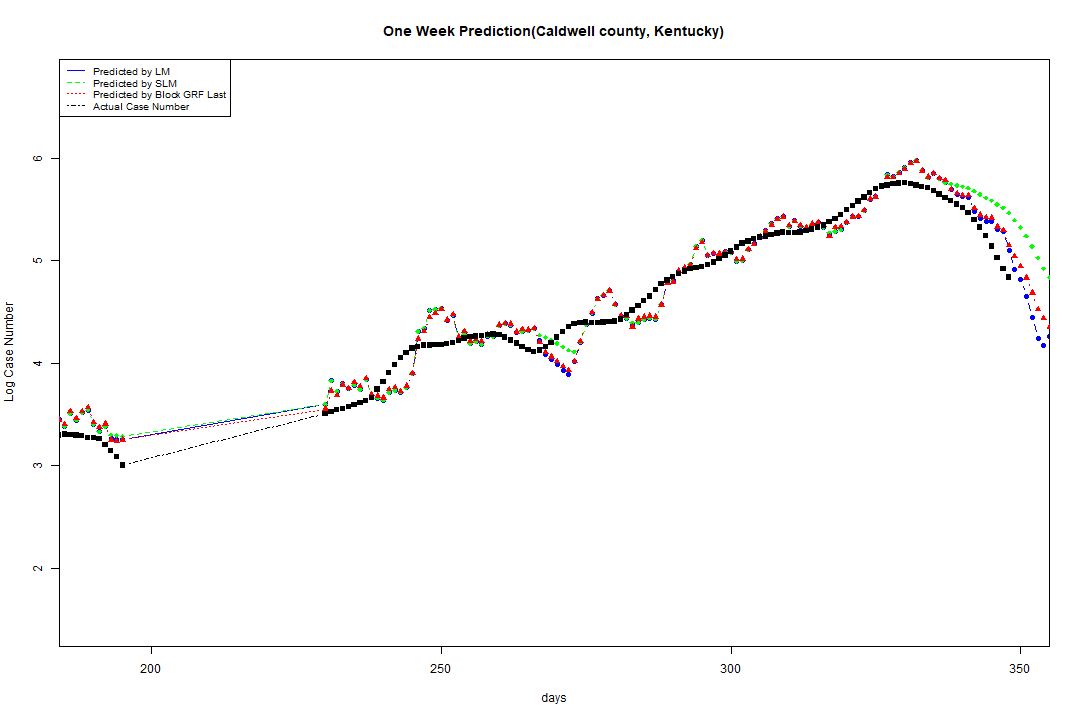 One Week Prediction(Caldwell county, Kentucky)
Predicted by LM
Predicted by SLM
Predicted by Block GRF Last
Actual Case Number
6
5
4
3
2
Log Case Number
200 250 300 350
days